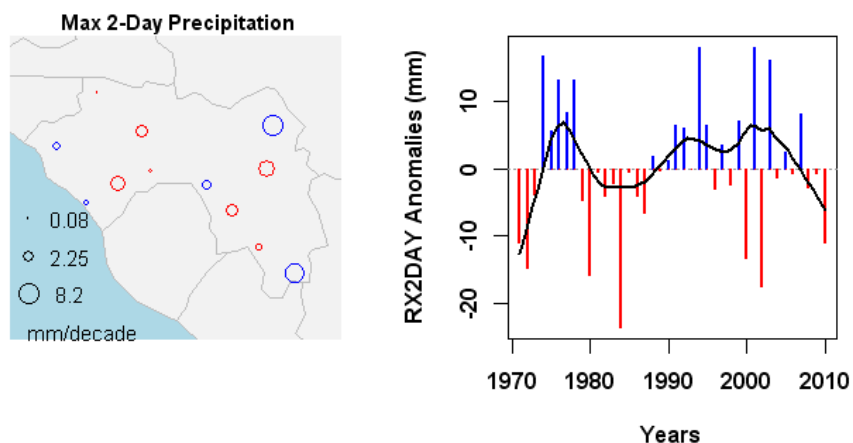 Max 2-Day Precipitation
0.08
2.25
8.2
mm/decade
RX2DAY Anomalies (mm)
10
0
-10
-20
1970 1980 1990 2000 2010
Years